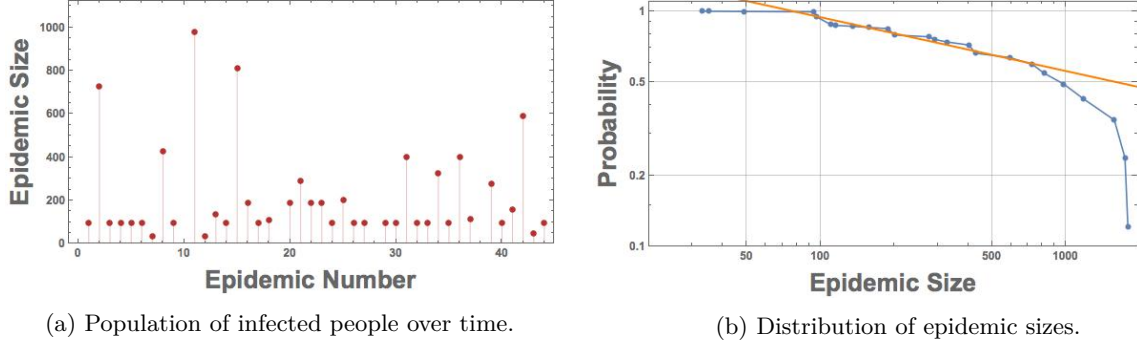 1000
800
600
400
200
0
Epidemic Size
0 10 20 30 40
Epidemic Number
(a) Population of infected people over time.
1
0.5
0.2
0.1
Probability
50 100 500 1000
Epidemic Size
(b) Distribution of epidemic sizes.